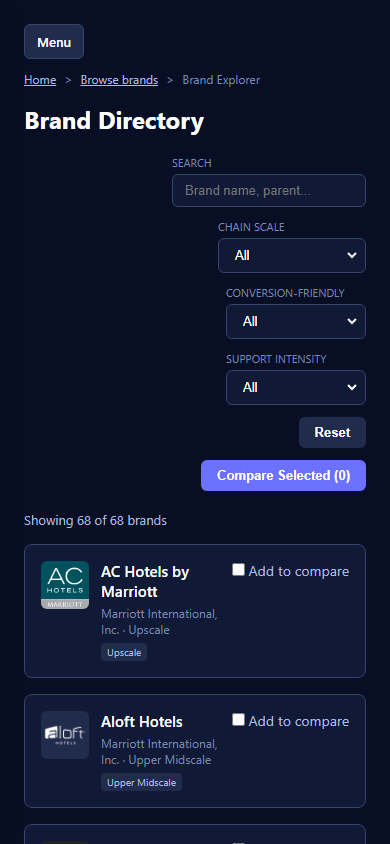 Menu
Home > Browse brands > Brand Explorer
Brand Directory
SEARCH
Brand name, parent...
CHAIN SCALE
All
CONVERSION-FRIENDLY
All
SUPPORT INTENSITY
All
Reset
Compare Selected (0)
Showing 68 of 68 brands
AC
HOTELS
MARRIOTT
AC Hotels by
Marriott
Add to compare
Marriott International,
Inc. · Upscale
Upscale
aloft
HOTELS
Aloft Hotels
Add to compare
Marriott International,
Inc. · Upper Midscale
Upper Midscale